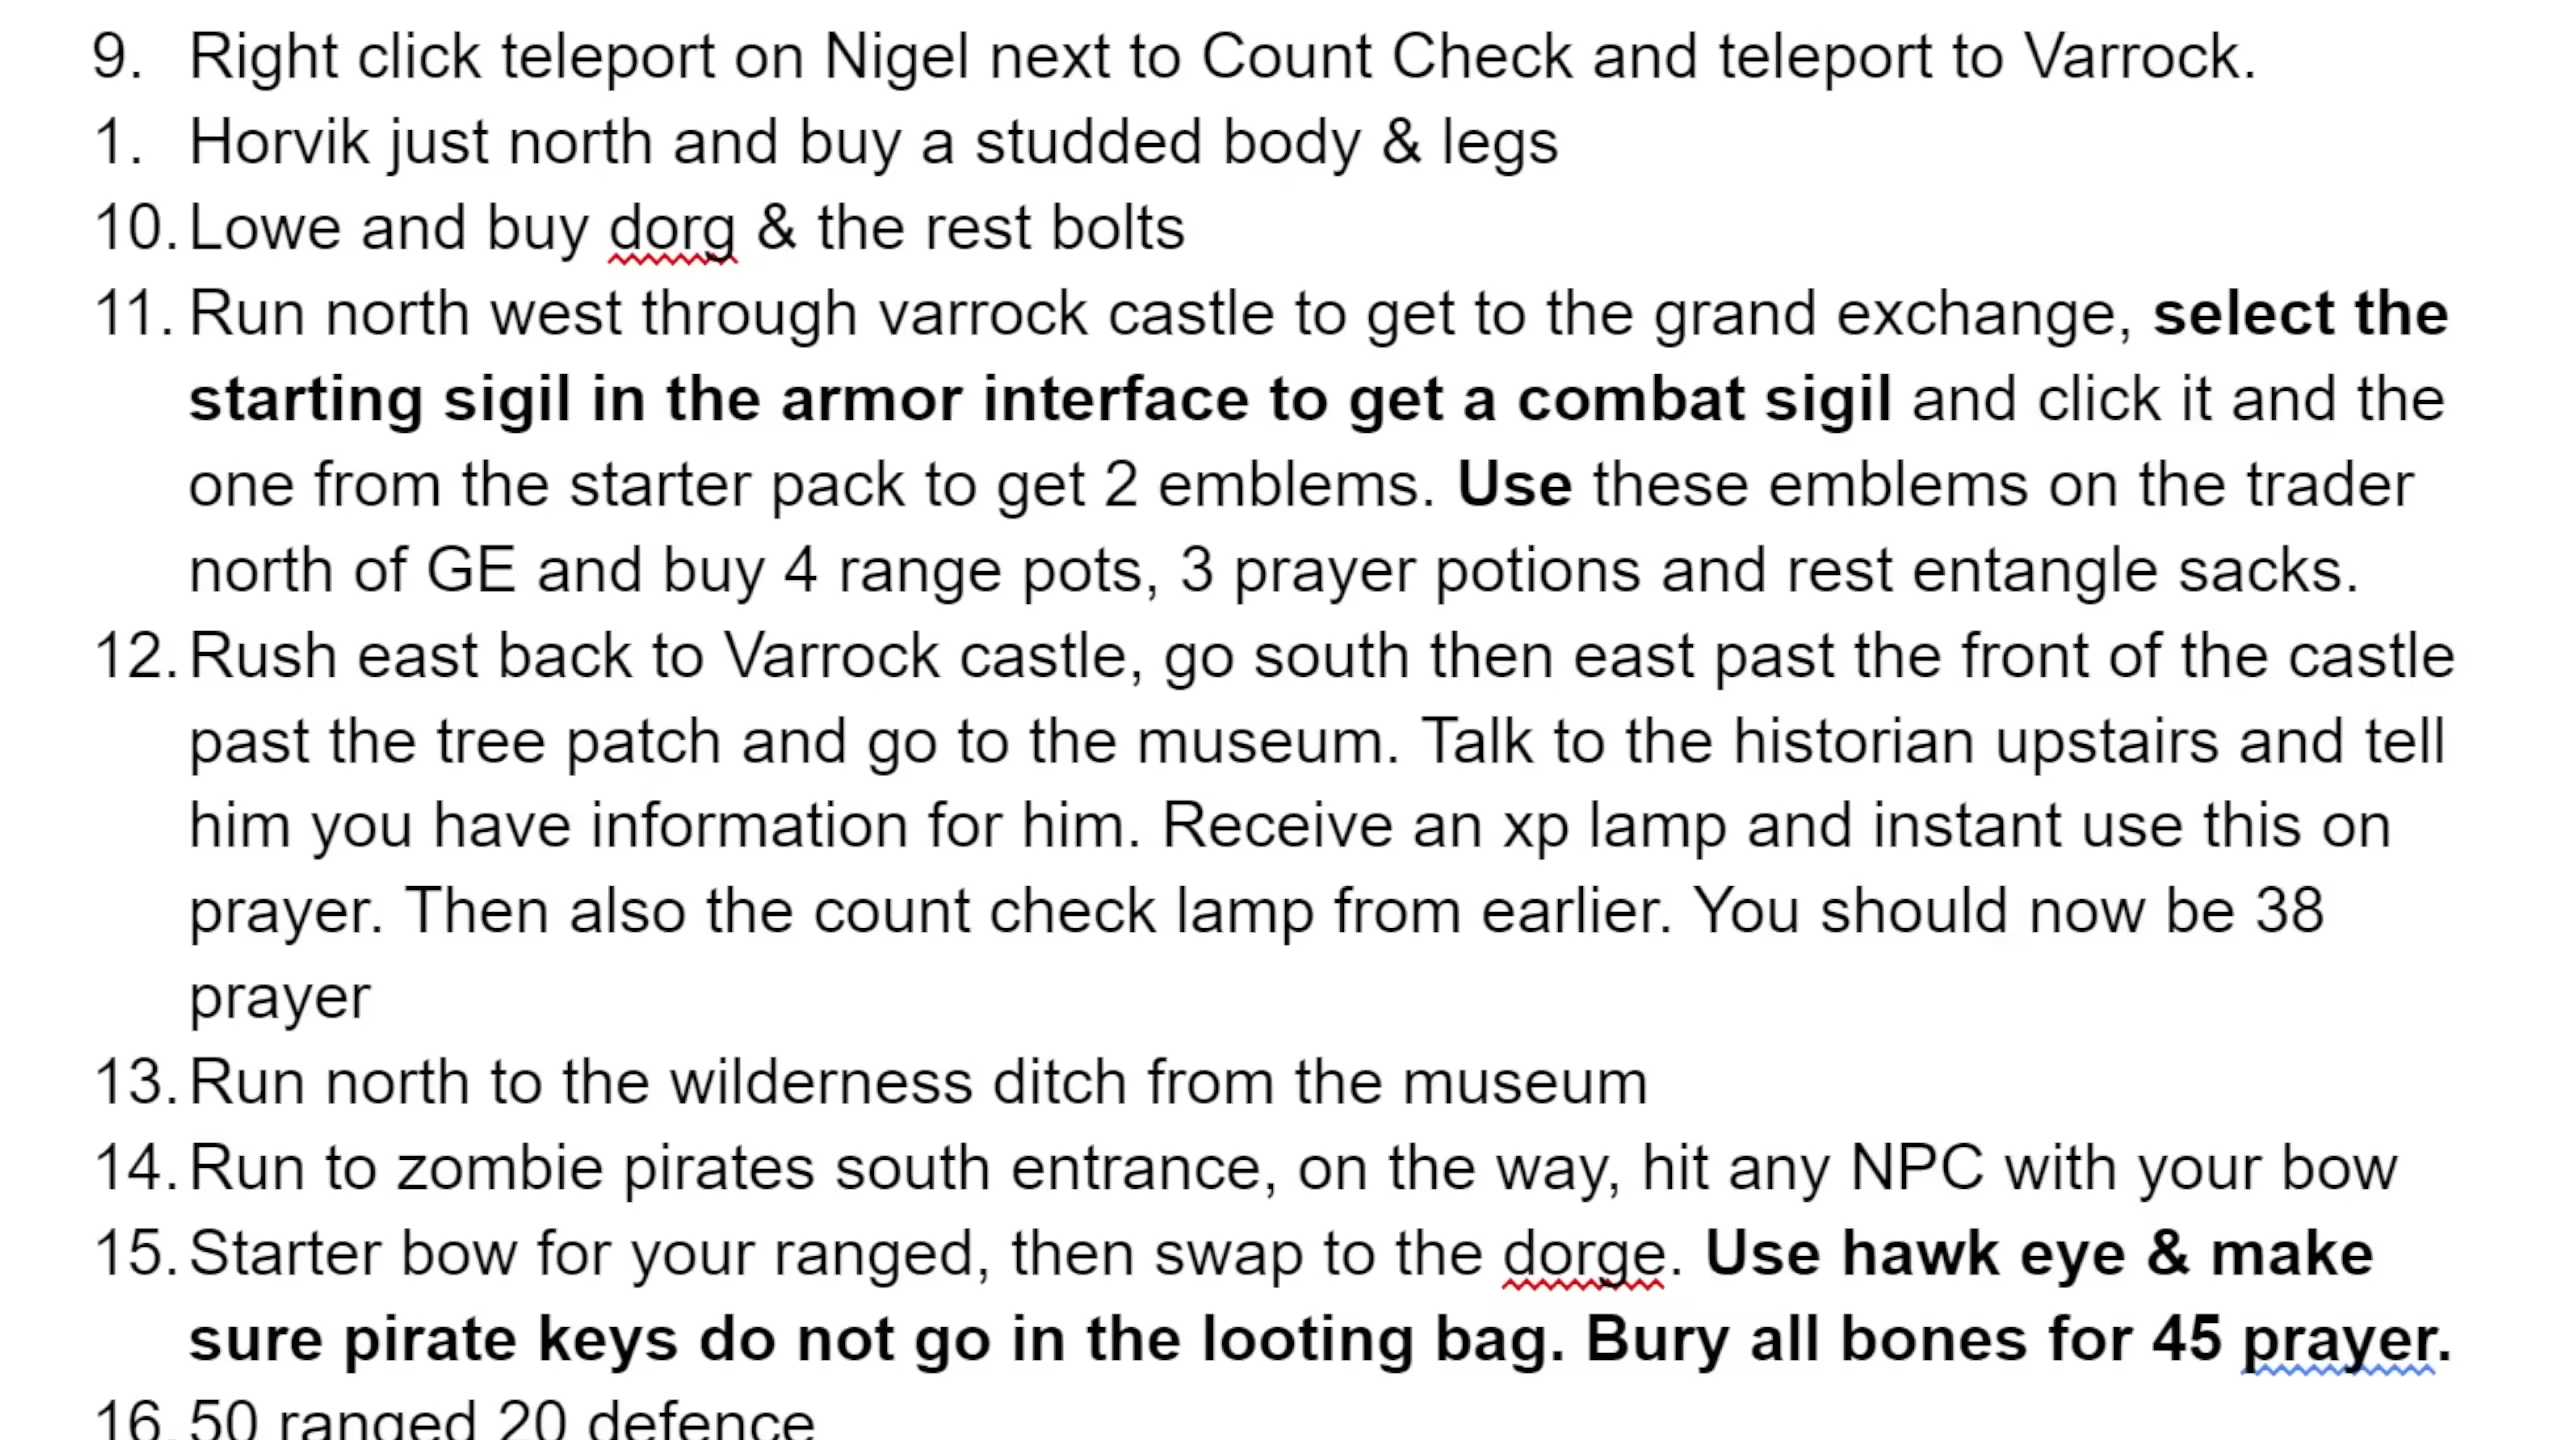 9. Right click teleport on Nigel next to Count Check and teleport to Varrock.
1. Horvik just north and buy a studded body & legs
10. Lowe and buy dorg & the rest bolts
11. Run north west through varrock castle to get to the grand exchange, select the
starting sigil in the armor interface to get a combat sigil and click it and the
one from the starter pack to get 2 emblems. Use these emblems on the trader
north of GE and buy 4 range pots, 3 prayer potions and rest entangle sacks.
12. Rush east back to Varrock castle, go south then east past the front of the castle
past the tree patch and go to the museum. Talk to the historian upstairs and tell
him you have information for him. Receive an xp lamp and instant use this on
prayer. Then also the count check lamp from earlier. You should now be 38
prayer
13. Run north to the wilderness ditch from the museum
14. Run to zombie pirates south entrance, on the way, hit any NPC with your bow
15. Starter bow for your ranged, then swap to the dorge. Use hawk eye & make
sure pirate keys do not go in the looting bag. Bury all bones for 45 prayer.
16. 50 ranged 20 defence